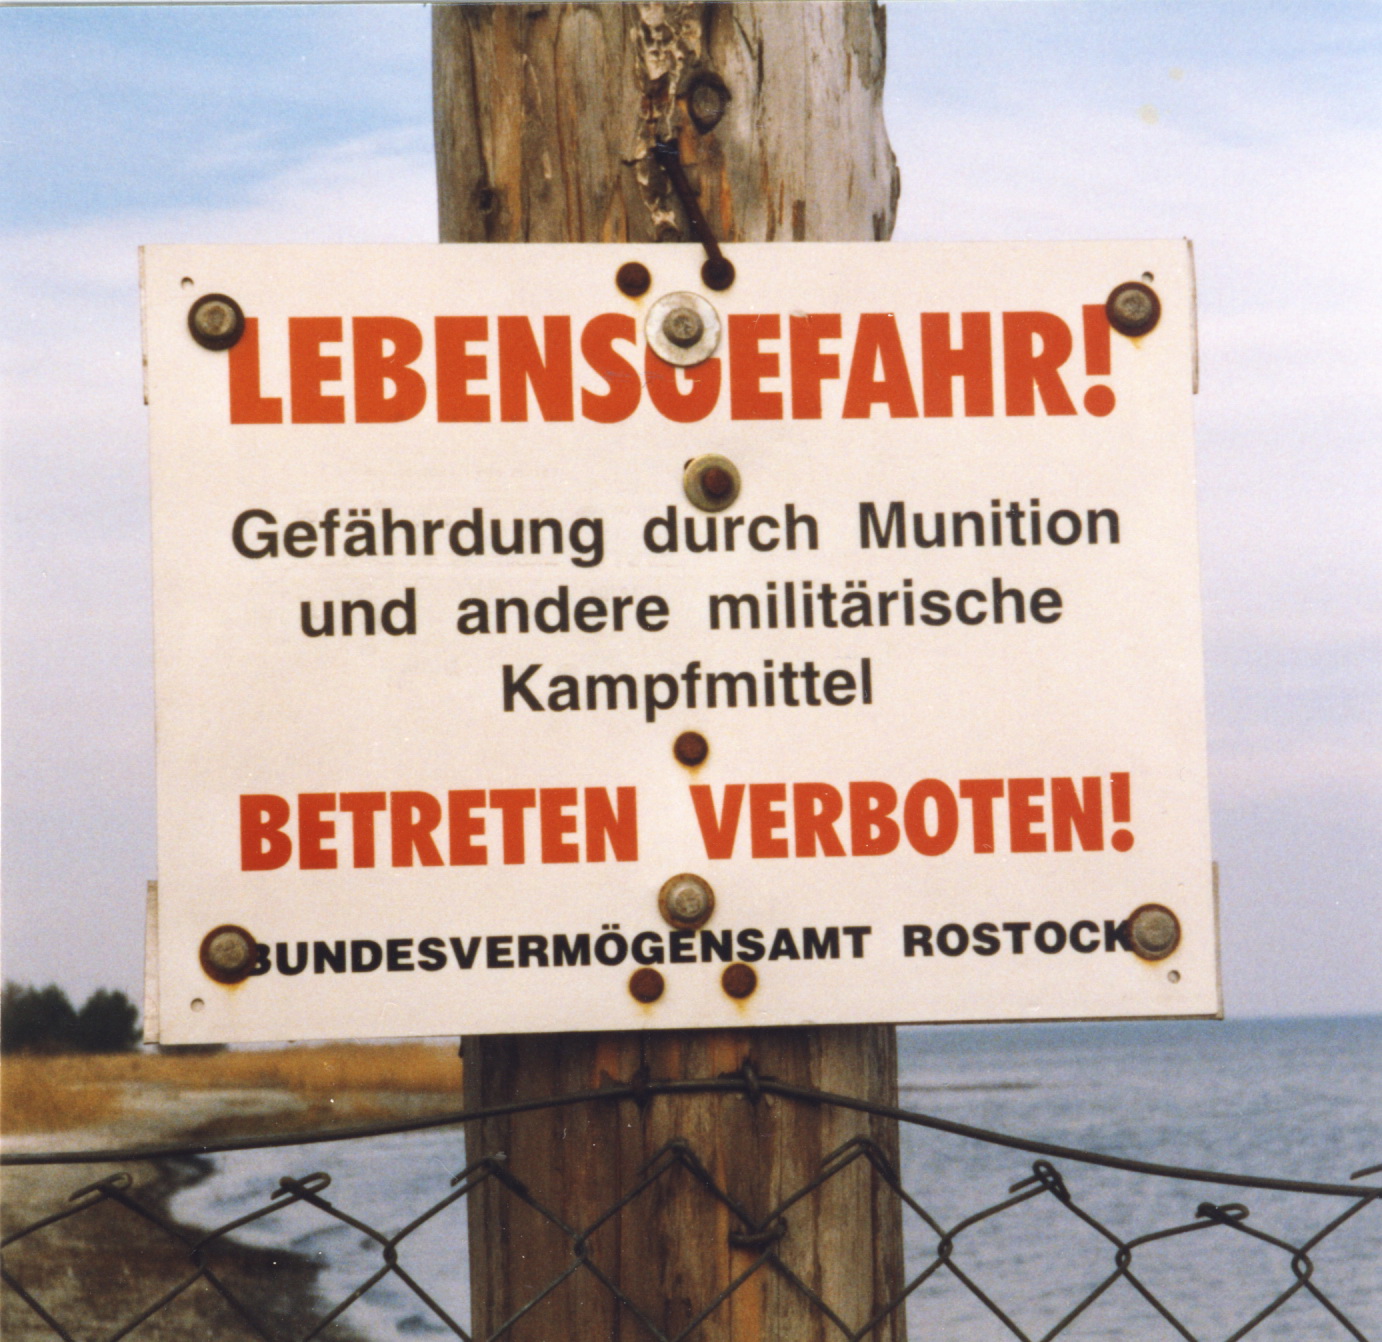 LEBENSGEFAHR!
Gefährdung durch Munition
und andere militärische
Kampfmittel
BETRETEN VERBOTEN!
BUNDESVERMÖGENSAMT ROSTOCK